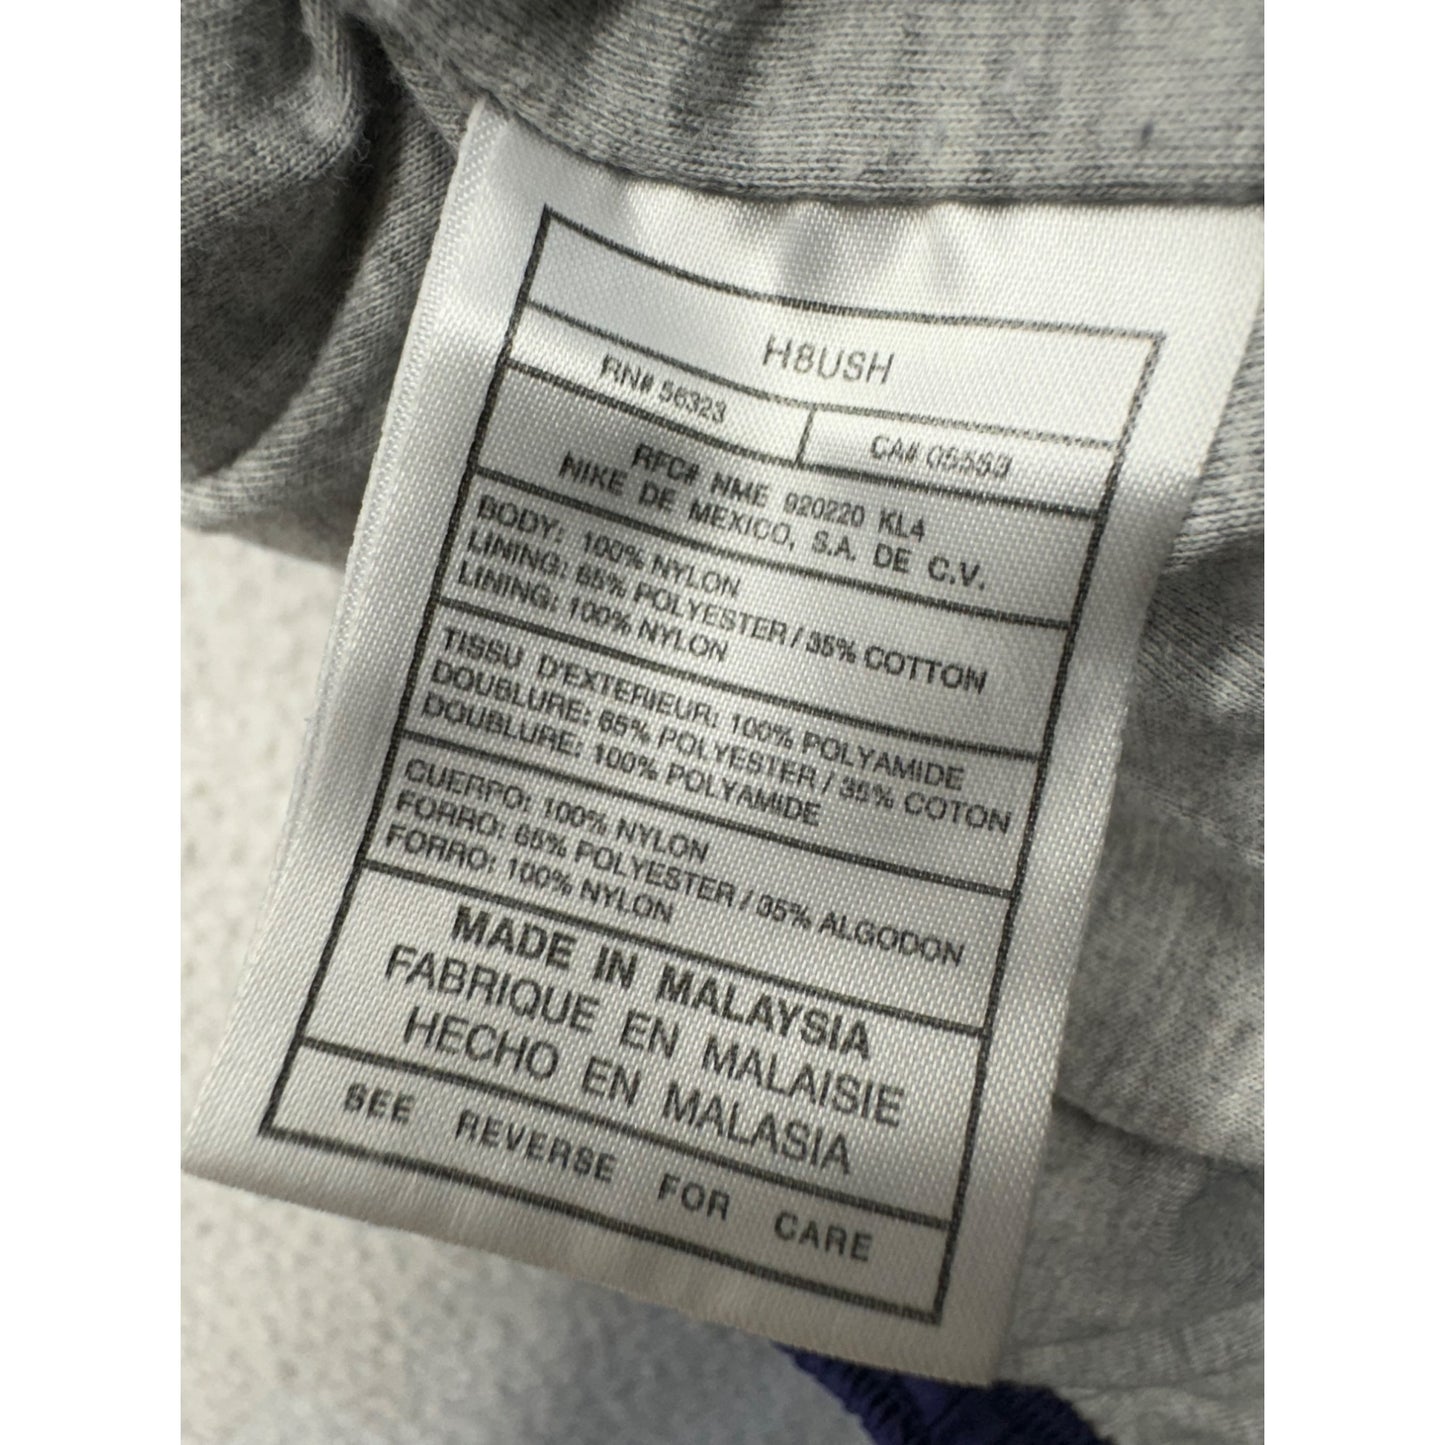 H8USH
RN# 56323 CA# 05553
RFC# NME 920220 KL4
NIKE DE MEXICO, S.A. DE C.V.
BODY: 100% NYLON
LINING: 65% POLYESTER / 35% COTTON
LINING: 100% NYLON
TISSU D'EXTERIEUR: 100% POLYAMIDE
DOUBLURE: 65% POLYESTER / 35% COTON
DOUBLURE: 100% POLYAMIDE
CUERPO: 100% NYLON
FORRO: 65% POLYESTER / 35% ALGODON
FORRO: 100% NYLON
MADE IN MALAYSIA
FABRIQUE EN MALAISIE
HECHO EN MALASIA
SEE REVERSE FOR CARE